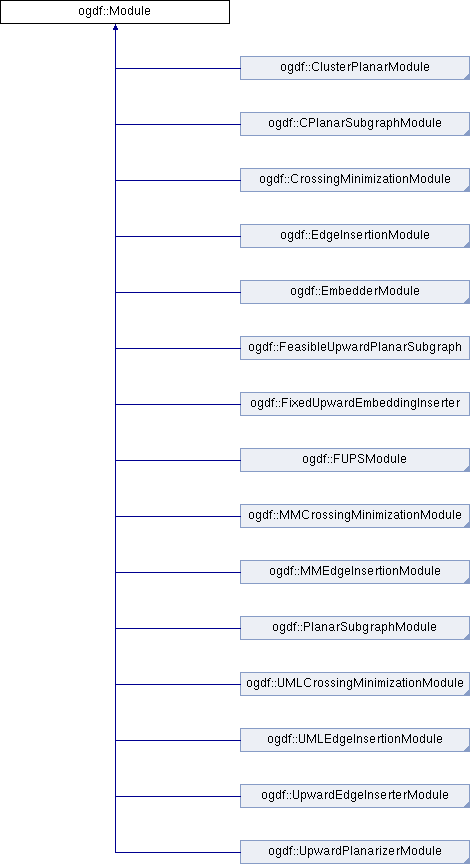 ogdf::Module
ogdf::ClusterPlanarModule
ogdf::CPlanarSubgraphModule
ogdf::CrossingMinimizationModule
ogdf::EdgeInsertionModule
ogdf::EmbedderModule
ogdf::FeasibleUpwardPlanarSubgraph
ogdf::FixedUpwardEmbeddingInserter
ogdf::FUPSModule
ogdf::MMCrossingMinimizationModule
ogdf::MMEdgeInsertionModule
ogdf::PlanarSubgraphModule
ogdf::UMLCrossingMinimizationModule
ogdf::UMLEdgeInsertionModule
ogdf::UpwardEdgeInserterModule
ogdf::UpwardPlanarizerModule